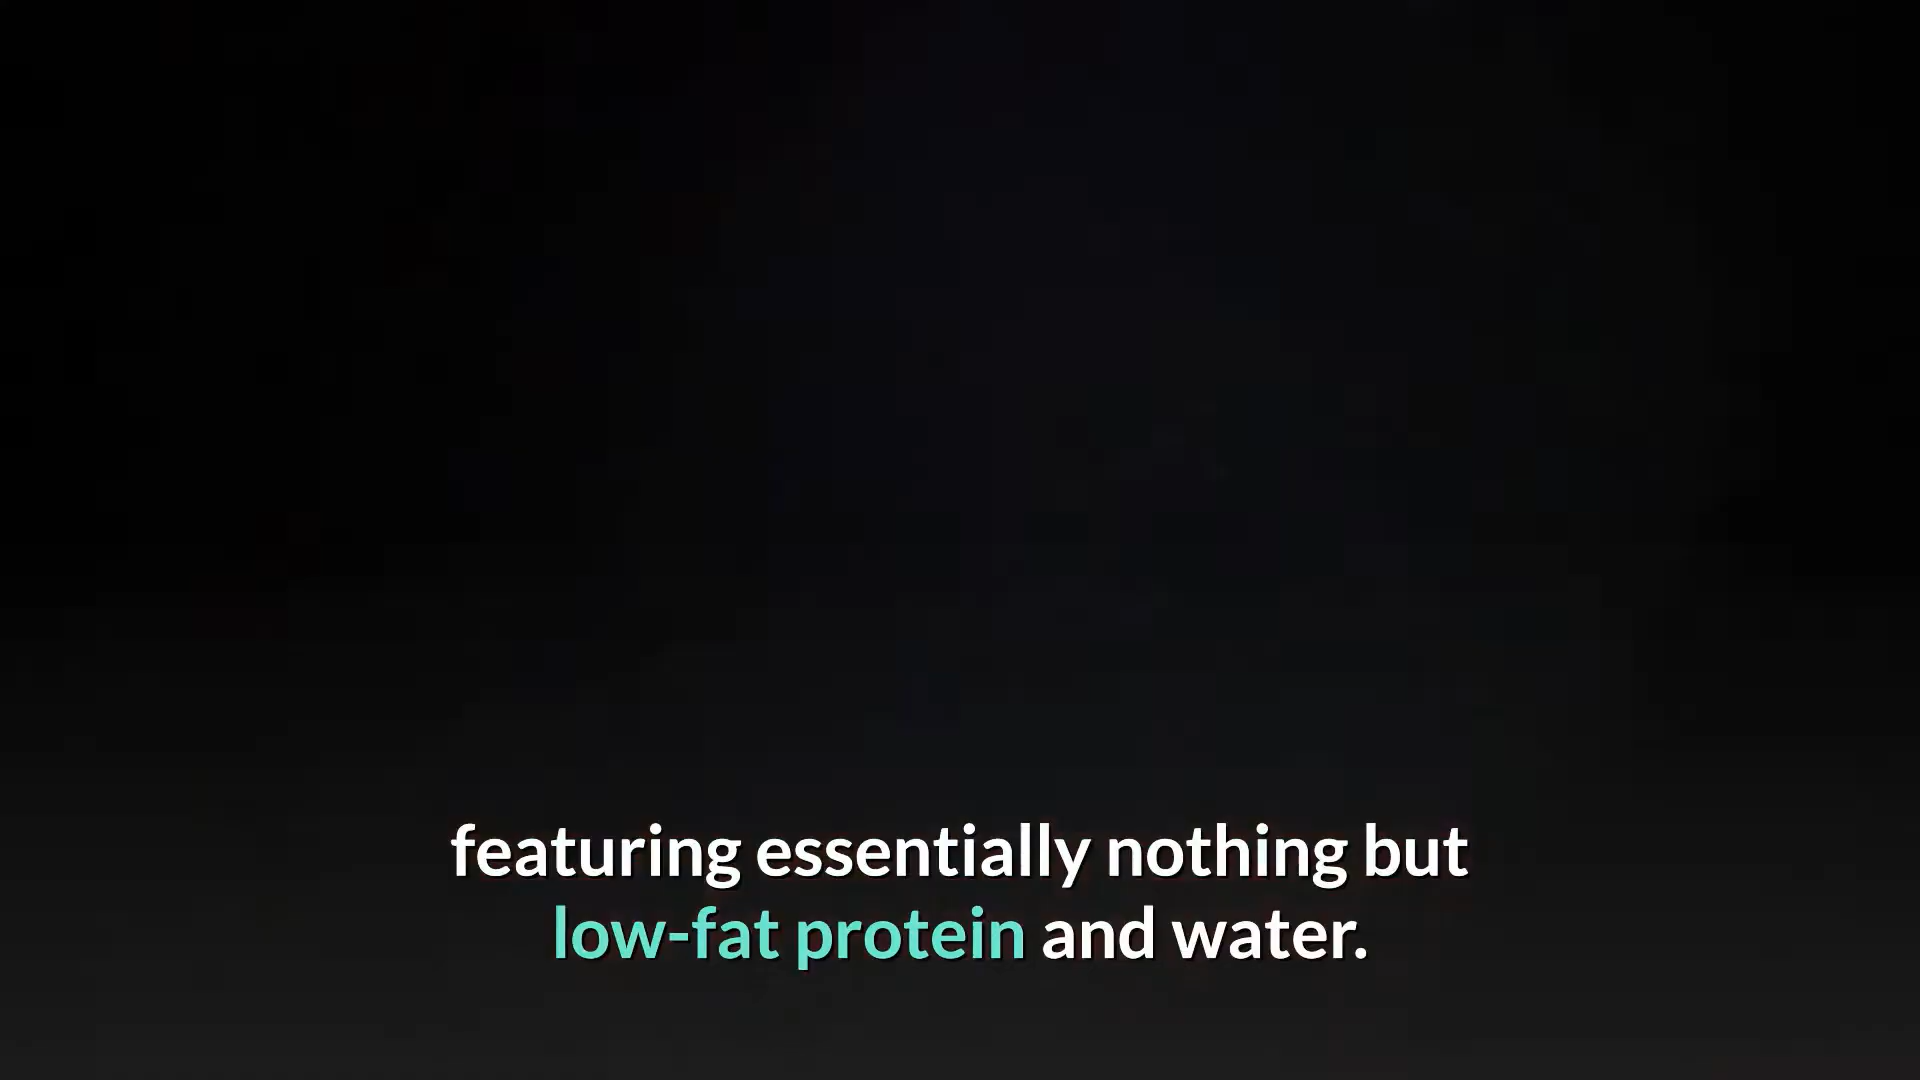 featuring essentially nothing but
low-fat protein and water.